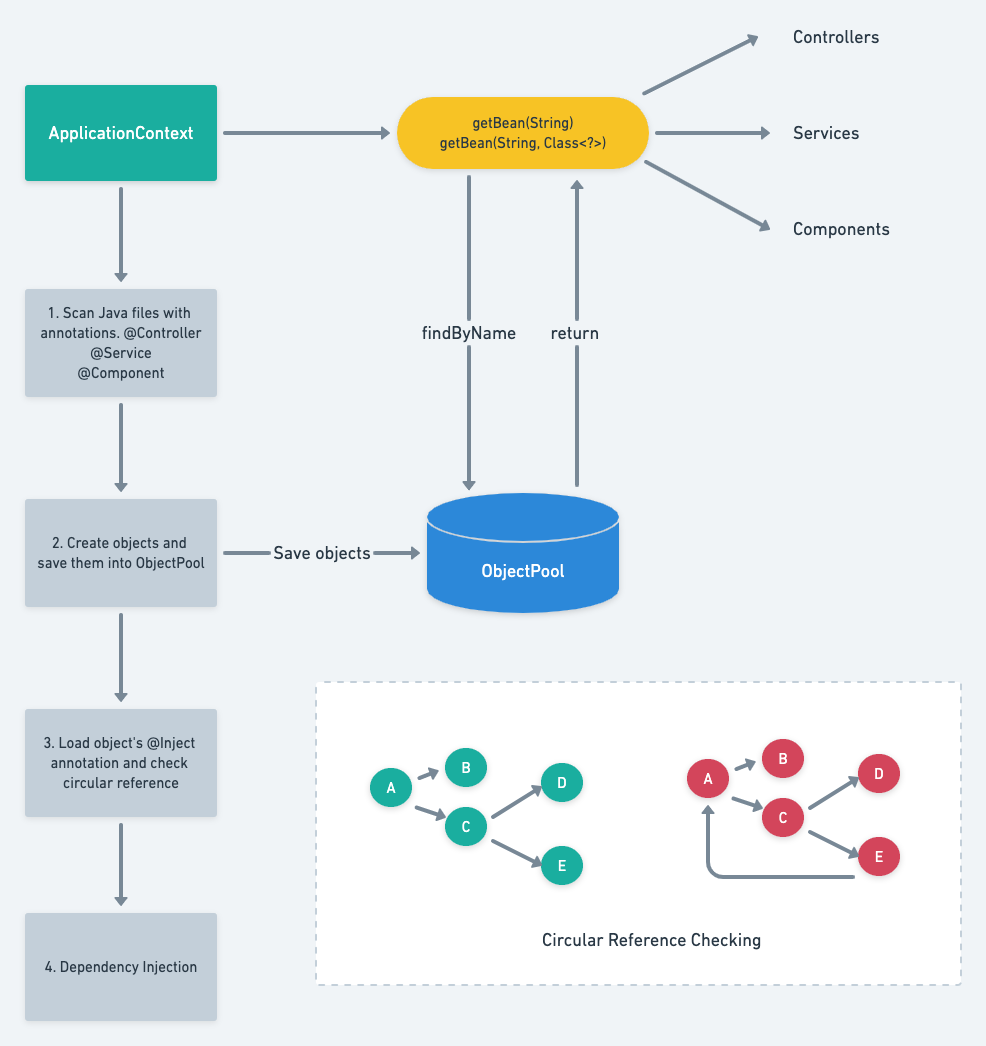 Controllers
ApplicationContext
getBean(String)
getBean(String, Class<?>)
Services
Components
1. Scan Java files with
annotations. @Controller
@Service
@Component
findByName
return
2. Create objects and
save them into ObjectPool
Save objects
ObjectPool
3. Load object's @Inject
annotation and check
circular reference
A
B
C
D
E
A
B
C
D
E
Circular Reference Checking
4. Dependency Injection